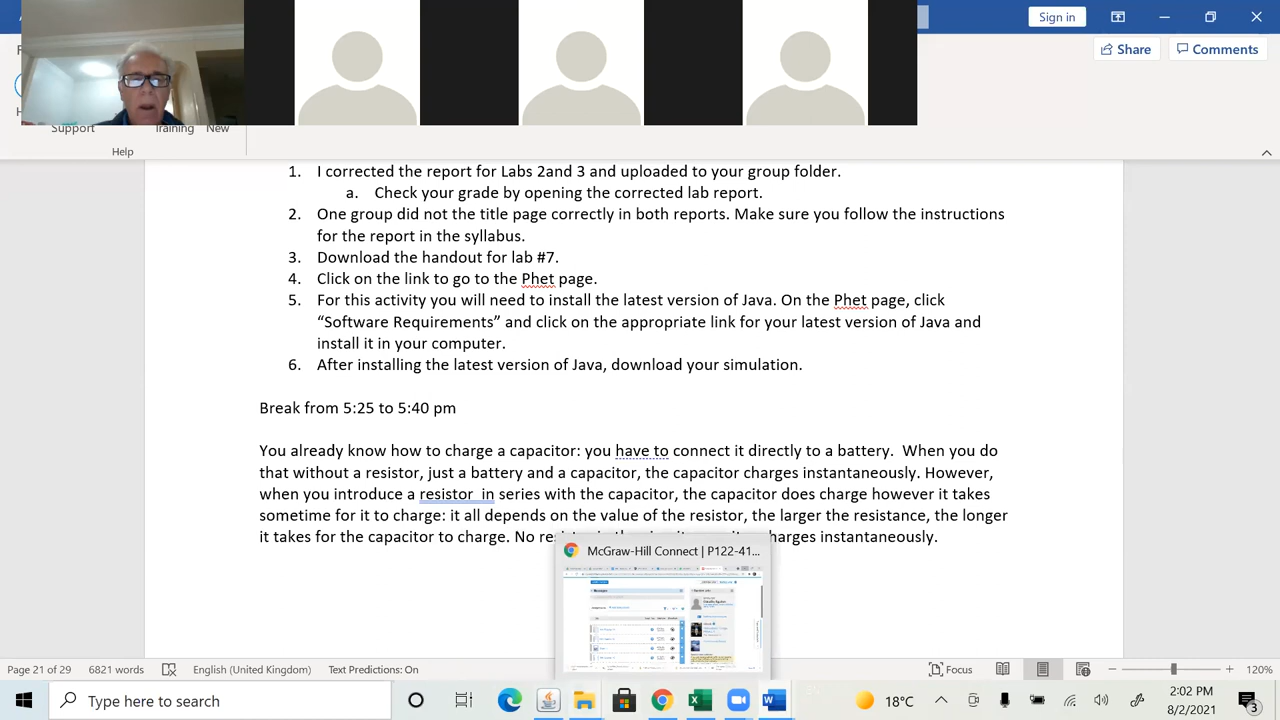 Sign in
Share
Comments
Support
Training
New
Help
1. I corrected the report for Labs 2and 3 and uploaded to your group folder.
a. Check your grade by opening the corrected lab report.
2. One group did not the title page correctly in both reports. Make sure you follow the instructions
for the report in the syllabus.
3. Download the handout for lab #7.
4. Click on the link to go to the Phet page.
5. For this activity you will need to install the latest version of Java. On the Phet page, click
“Software Requirements” and click on the appropriate link for your latest version of Java and
install it in your computer.
6. After installing the latest version of Java, download your simulation.
Break from 5:25 to 5:40 pm
You already know how to charge a capacitor: you have to connect it directly to a battery. When you do
that without a resistor, just a battery and a capacitor, the capacitor charges instantaneously. However,
when you introduce a resistor in series with the capacitor, the capacitor does charge however it takes
sometime for it to charge: it all depends on the value of the resistor, the larger the resistance, the longer
it takes for the capacitor to charge. No instantaneously.
McGraw-Hill Connect | P122-41...
English (United Kingdom)
Text Predictions On
Focus
120%
Type here to search
18°C
2:02 PM
8/2/2021
3